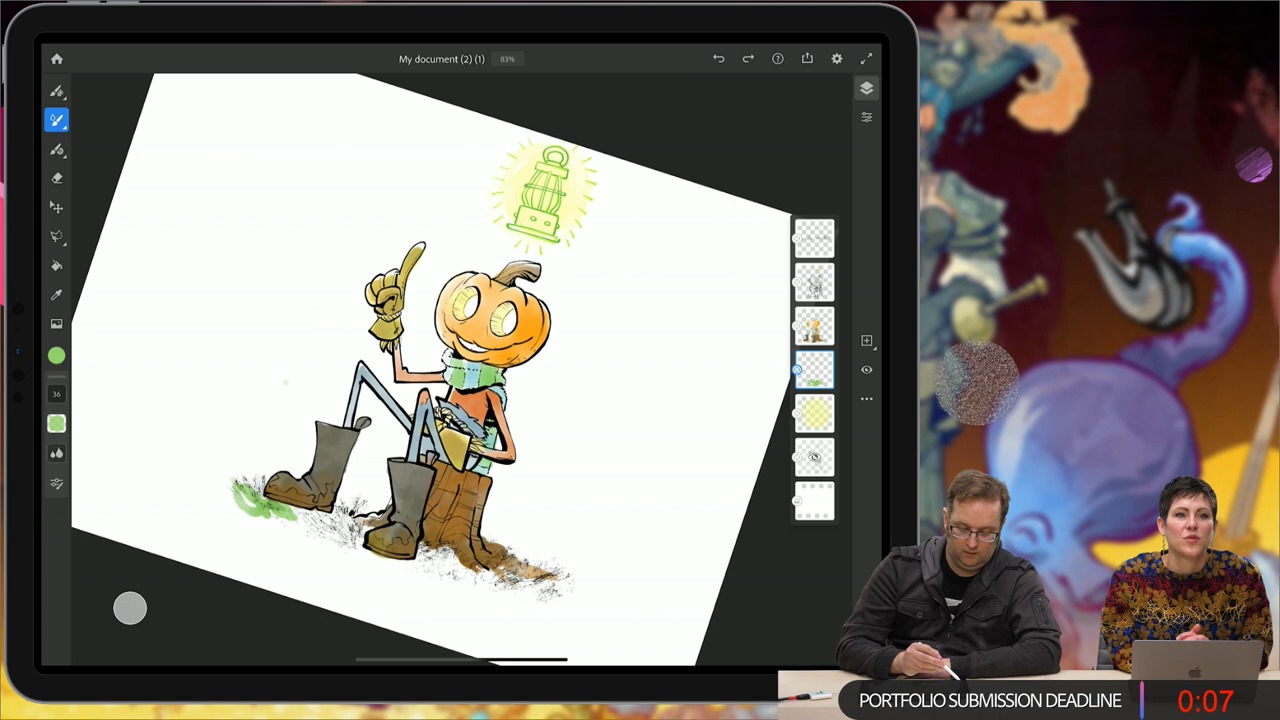 My document (2) (1)
83%
36
PORTFOLIO SUBMISSION DEADLINE
0:07